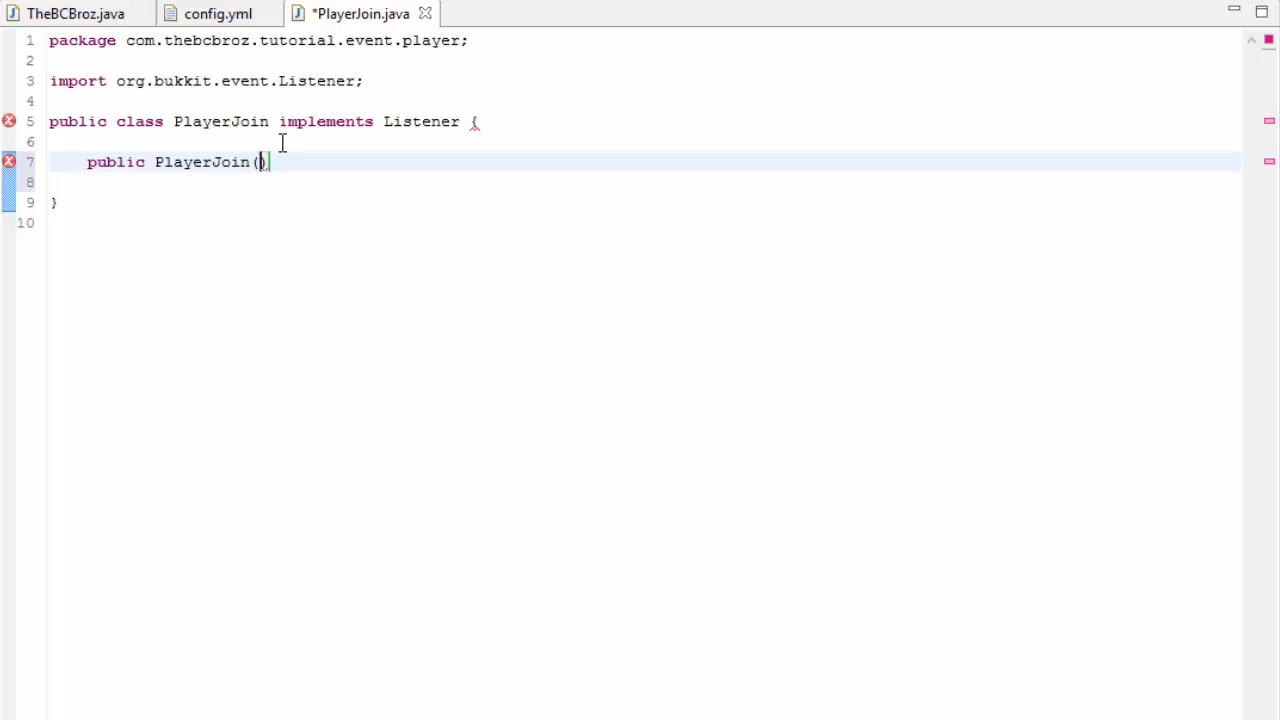 TheBCBroz.java config.yml *PlayerJoin.java
1 package com.thebcbroz.tutorial.event.player;
2
3 import org.bukkit.event.Listener;
4
5 public class PlayerJoin implements Listener {
6
7 public PlayerJoin()
8
9 }
10